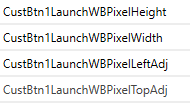 CustBtn1LaunchWBPixelHeight
CustBtn1LaunchWBPixelWidth
CustBtn1LaunchWBPixelLeftAdj
CustBtn1LaunchWBPixelTopAdj